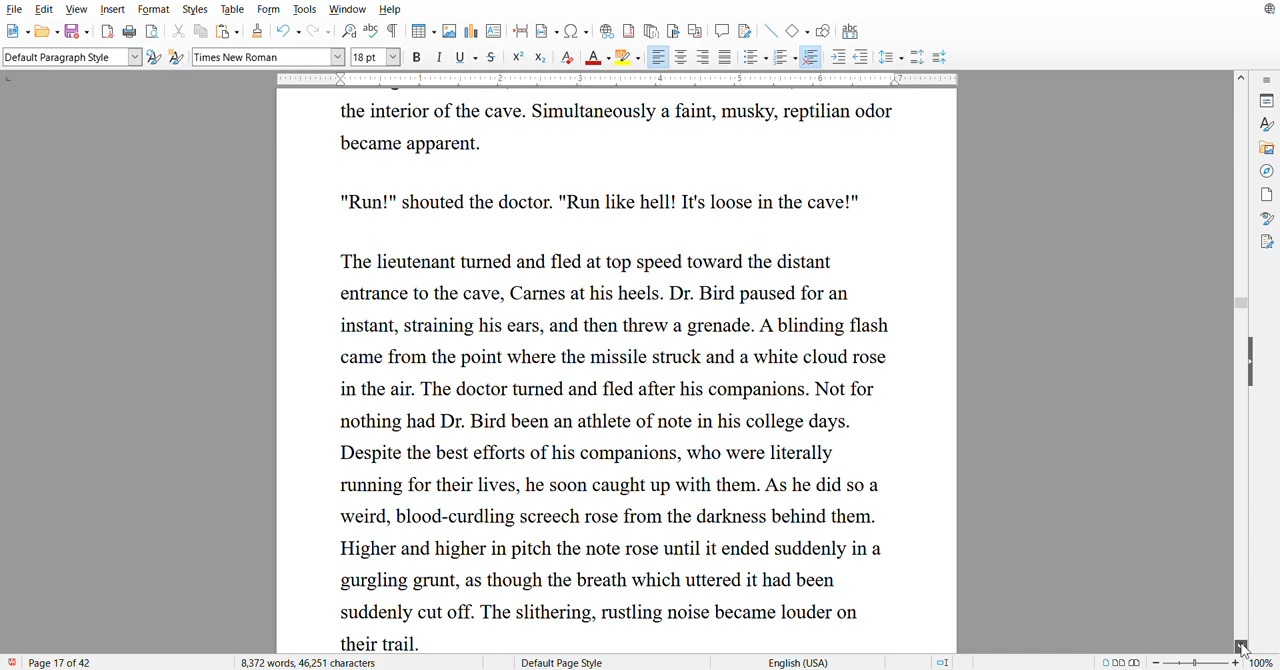 File Edit View Insert Format Styles Table Form Tools Window Help
Default Paragraph Style Times New Roman 18 pt
1 2 3 4 5 6 7
the interior of the cave. Simultaneously a faint, musky, reptilian odor
became apparent.
"Run!" shouted the doctor. "Run like hell! It's loose in the cave!"
The lieutenant turned and fled at top speed toward the distant
entrance to the cave, Carnes at his heels. Dr. Bird paused for an
instant, straining his ears, and then threw a grenade. A blinding flash
came from the point where the missile struck and a white cloud rose
in the air. The doctor turned and fled after his companions. Not for
nothing had Dr. Bird been an athlete of note in his college days.
Despite the best efforts of his companions, who were literally
running for their lives, he soon caught up with them. As he did so a
weird, blood-curdling screech rose from the darkness behind them.
Higher and higher in pitch the note rose until it ended suddenly in a
gurgling grunt, as though the breath which uttered it had been
suddenly cut off. The slithering, rustling noise became louder on
their trail.
Page 17 of 42 8,372 words, 46,251 characters Default Page Style English (USA) 100%